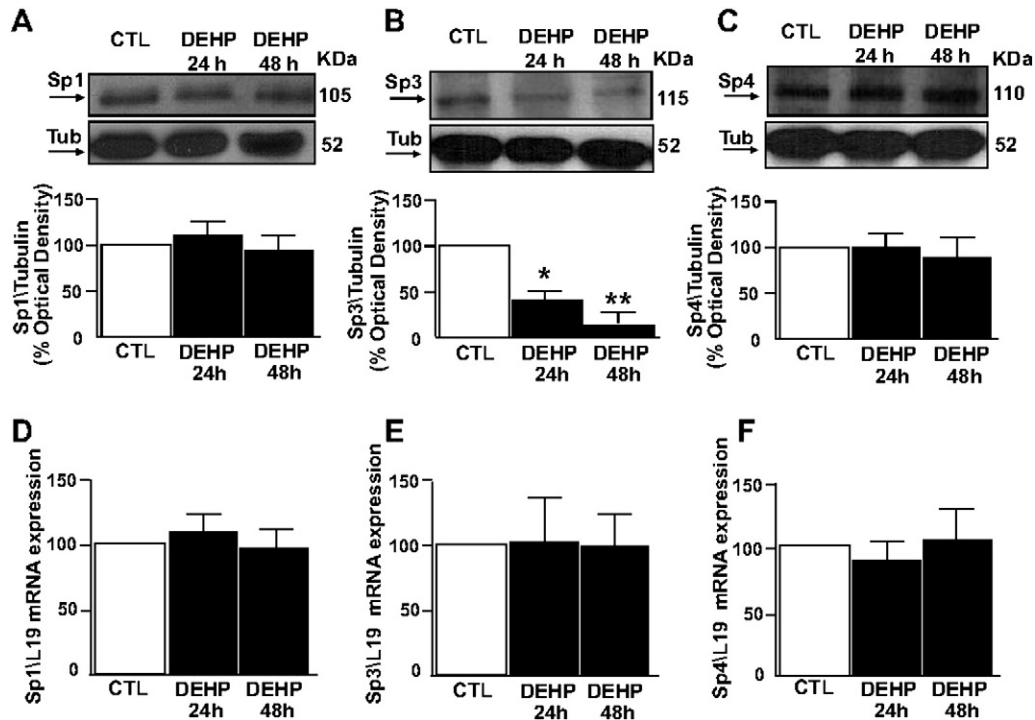 A
CTL DEHP DEHP KDa
24 h 48 h
Sp1 105
Tub 52
150
100
50
0
Sp1\Tubulin
(% Optical Density)
CTL DEHP DEHP
24h 48h
B
CTL DEHP DEHP KDa
24 h 48 h
Sp3 115
Tub 52
150
100
50
0
Sp3\Tubulin
(% Optical Density)
*
**
CTL DEHP DEHP
24h 48h
C
CTL DEHP DEHP KDa
24 h 48 h
Sp4 110
Tub 52
150
100
50
0
Sp4\Tubulin
(% Optical Density)
CTL DEHP DEHP
24h 48h
D
150
100
50
0
Sp1\L19 mRNA expression
CTL DEHP DEHP
24h 48h
E
150
100
50
0
Sp3\L19 mRNA expression
CTL DEHP DEHP
24h 48h
F
150
100
50
0
Sp4\L19 mRNA expression
CTL DEHP DEHP
24h 48h